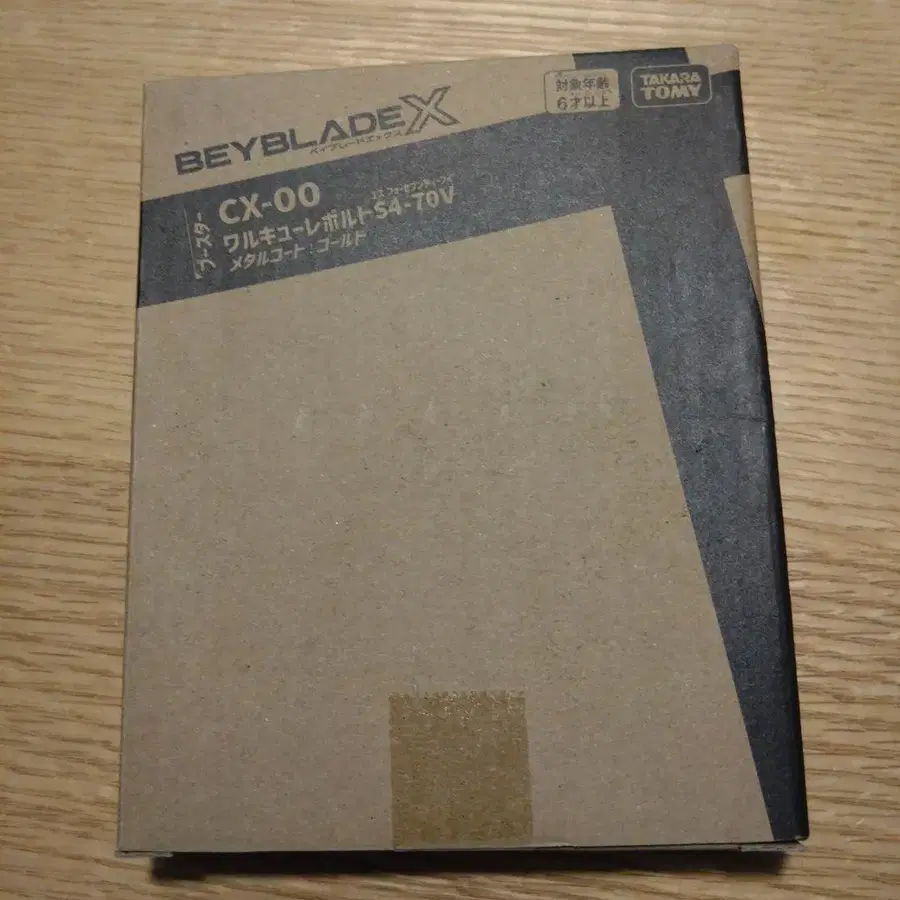 BEYBLADE X
ベイブレードエックス
対象年齢
6才以上
TAKARA
TOMY
ブースター
CX-00
ワルキューレボルトS4-70V
メタルコート:ゴールド